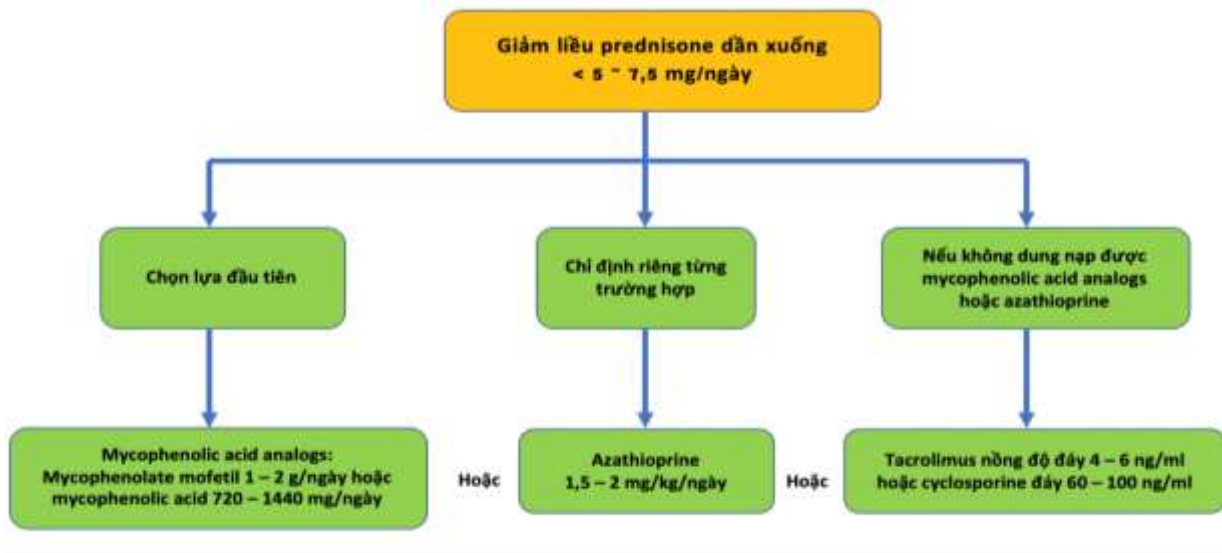 Giảm liều prednisone dần xuống
< 5 ~ 7,5 mg/ngày
Chọn lựa đầu tiên
Chỉ định riêng từng
trường hợp
Nếu không dung nạp được
mycophenolic acid analogs
hoặc azathioprine
Mycophenolic acid analogs:
Mycophenolate mofetil 1 – 2 g/ngày hoặc
mycophenolic acid 720 – 1440 mg/ngày
Hoặc
Azathioprine
1,5 – 2 mg/kg/ngày
Hoặc
Tacrolimus nồng độ đáy 4 – 6 ng/ml
hoặc cyclosporine đáy 60 – 100 ng/ml